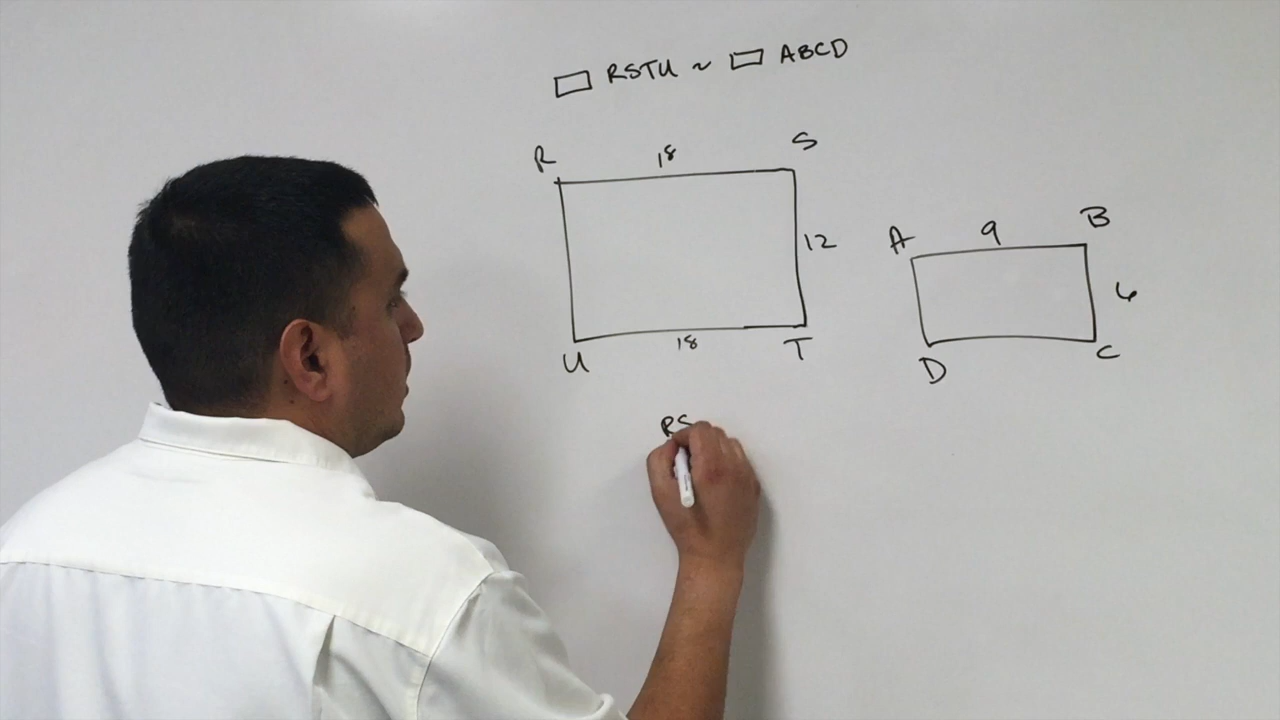 ▭ RSTU ~ ▭ ABCD
R 18 S
12
U 18 T
A 9 B
6
D C
RS